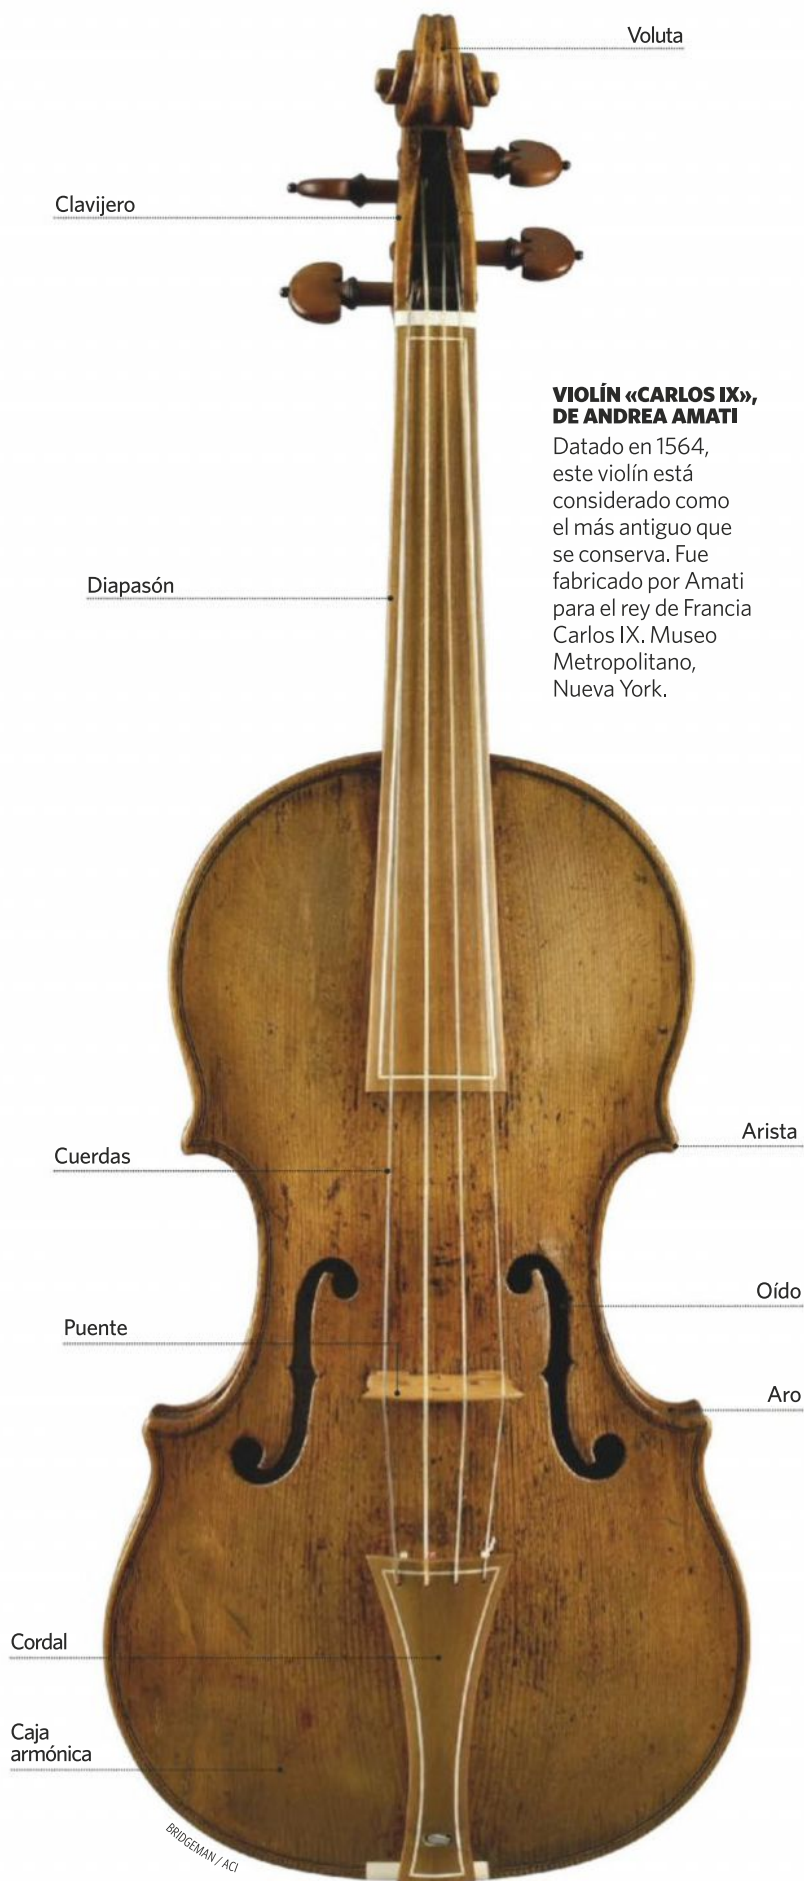 Voluta
Clavijero
VIOLÍN «CARLOS IX»,
DE ANDREA AMATI
Datado en 1564,
este violín está
considerado como
el más antiguo que
se conserva. Fue
fabricado por Amati
para el rey de Francia
Carlos IX. Museo
Metropolitano,
Nueva York.
Diapasón
Arista
Cuerdas
Oído
Puente
Aro
Cordal
Caja
armónica
BRIDGEMAN / ACI